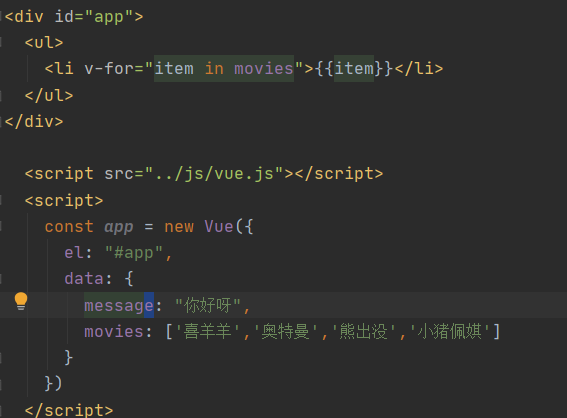 <div id="app">
<ul>
<li v-for="item in movies">{{item}}</li>
</ul>
</div>
<script src="../js/vue.js"></script>
<script>
const app = new Vue({
el: "#app",
data: {
message: "你好呀",
movies: ['喜羊羊','奥特曼','熊出没','小猪佩娸']
}
})
</script>